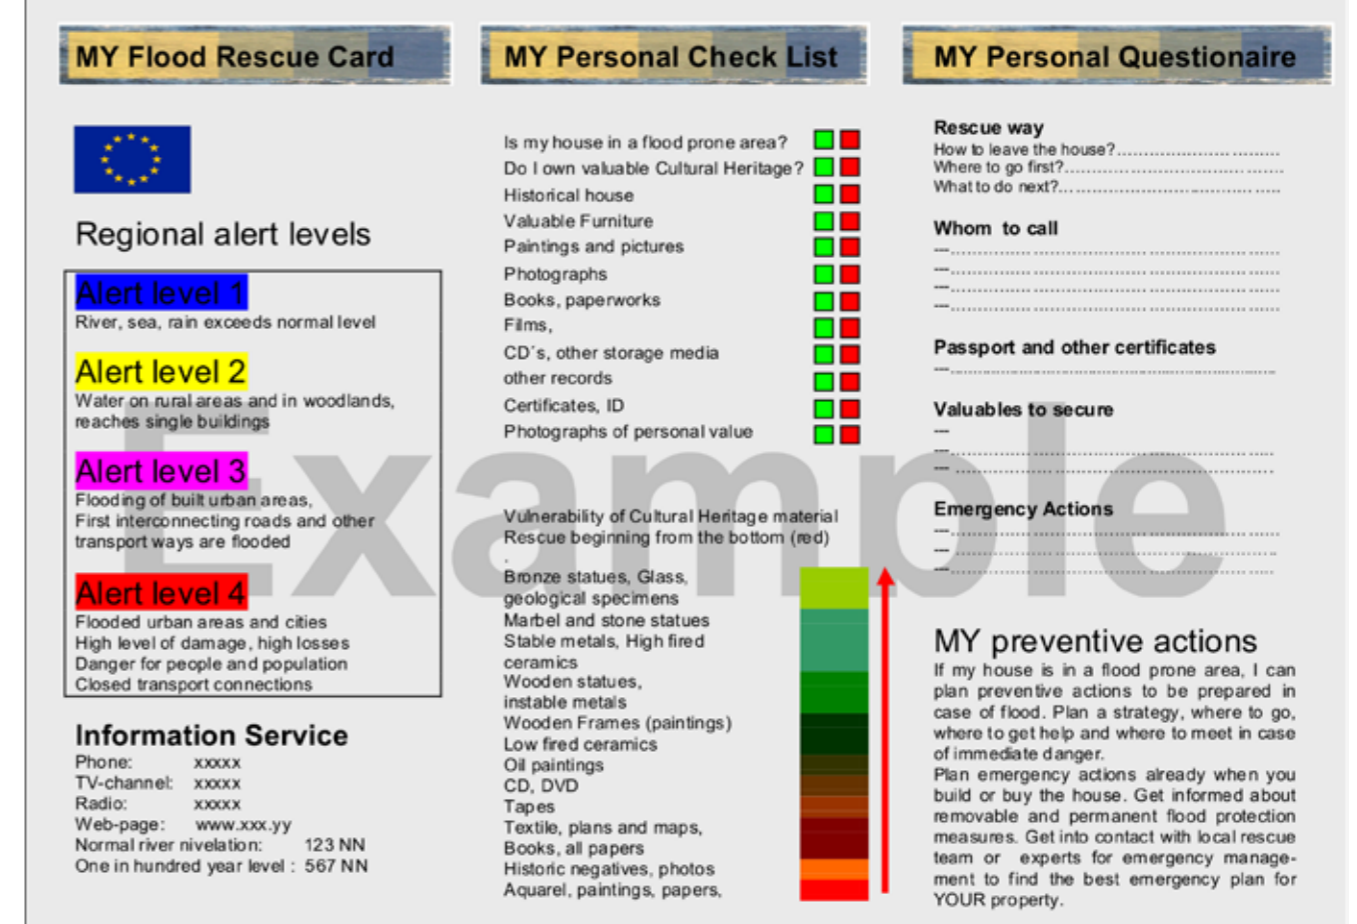 MY Flood Rescue Card
Regional alert levels
Alert level 1
River, sea, rain exceeds normal level
Alert level 2
Water on rural areas and in woodlands,
reaches single buildings
Alert level 3
Flooding of built urban areas,
First interconnecting roads and other
transport ways are flooded
Alert level 4
Flooded urban areas and cities
High level of damage, high losses
Danger for people and population
Closed transport connections
Information Service
Phone: xxxxx
TV-channel: xxxxx
Radio: xxxxx
Web-page: www.xxx.yy
Normal river nivelation: 123 NN
One in hundred year level : 567 NN
MY Personal Check List
Is my house in a flood prone area?
Do I own valuable Cultural Heritage?
Historical house
Valuable Furniture
Paintings and pictures
Photographs
Books, paperworks
Films,
CD´s, other storage media
other records
Certificates, ID
Photographs of personal value
Vulnerability of Cultural Heritage material
Rescue beginning from the bottom (red)
.
Bronze statues, Glass,
geological specimens
Marbel and stone statues
Stable metals, High fired
ceramics
Wooden statues,
instable metals
Wooden Frames (paintings)
Low fired ceramics
Oil paintings
CD, DVD
Tapes
Textile, plans and maps,
Books, all papers
Historic negatives, photos
Aquarel, paintings, papers,
MY Personal Questionaire
Rescue way
How to leave the house?.................................
Where to go first?.................................
What to do next?.................................
Whom to call
---.................................
---.................................
---.................................
---.................................
Passport and other certificates
---.................................
Valuables to secure
---
---.................................
--- .................................
Emergency Actions
---.................................
---.................................
---.................................
MY preventive actions
If my house is in a flood prone area, I can
plan preventive actions to be prepared in
case of flood. Plan a strategy, where to go,
where to get help and where to meet in case
of immediate danger.
Plan emergency actions already when you
build or buy the house. Get informed about
removable and permanent flood protection
measures. Get into contact with local rescue
team or experts for emergency manage-
ment to find the best emergency plan for
YOUR property.
Example